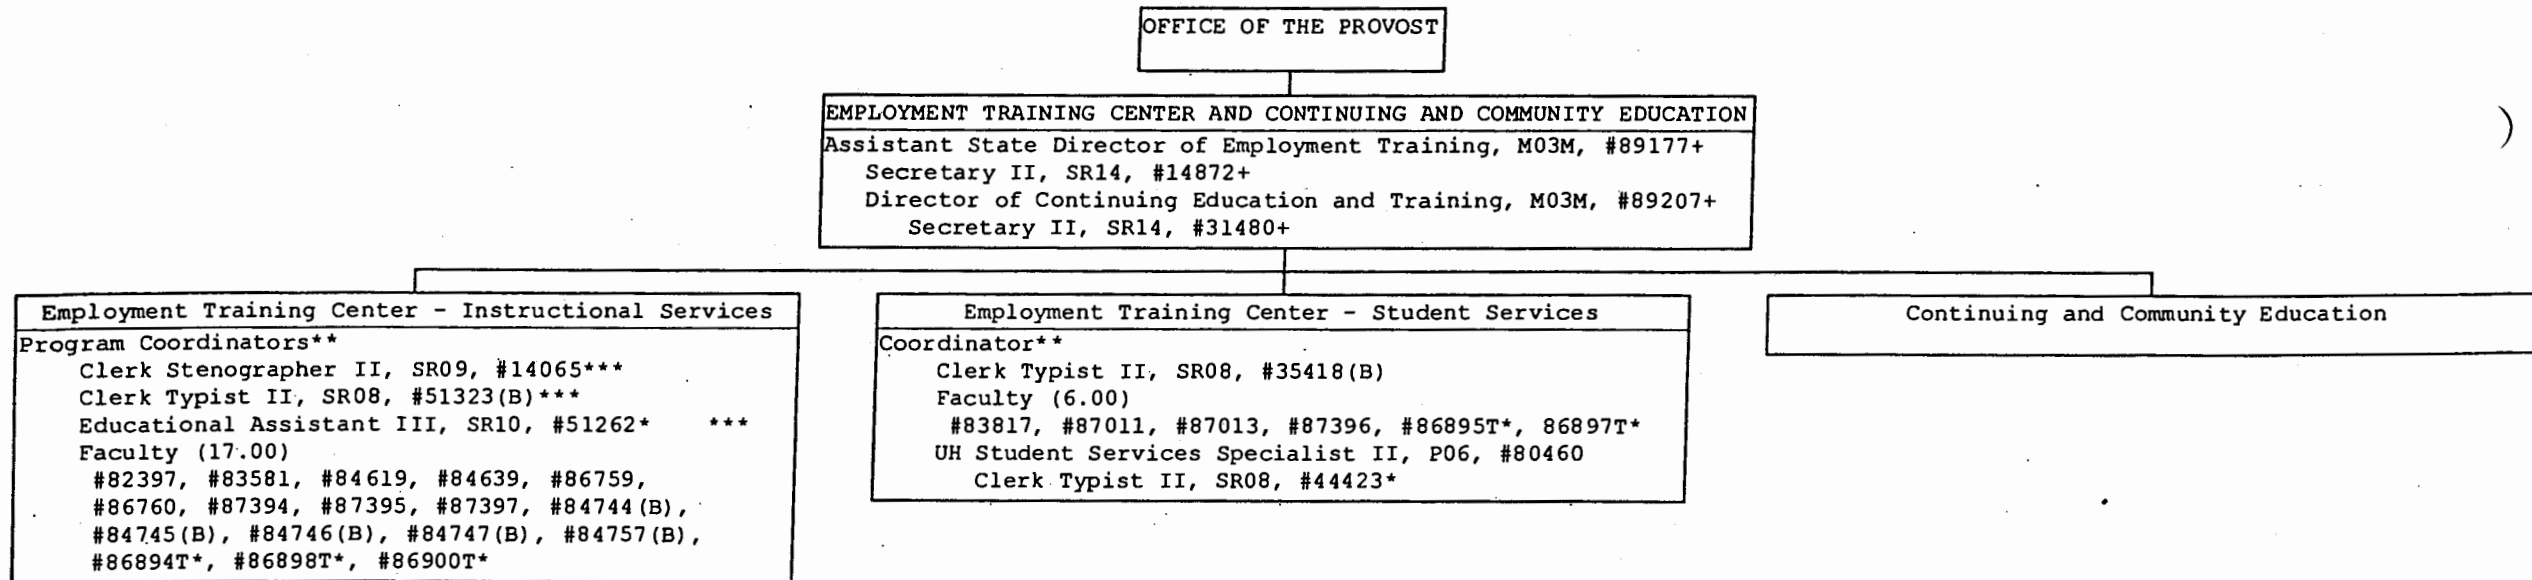 OFFICE OF THE PROVOST
EMPLOYMENT TRAINING CENTER AND CONTINUING AND COMMUNITY EDUCATION
Assistant State Director of Employment Training, M03M, #89177+
Secretary II, SR14, #14872+
Director of Continuing Education and Training, M03M, #89207+
Secretary II, SR14, #31480+
Employment Training Center - Instructional Services
Program Coordinators**
Clerk Stenographer II, SR09, #14065***
Clerk Typist II, SR08, #51323(B)***
Educational Assistant III, SR10, #51262* ***
Faculty (17.00)
#82397, #83581, #84619, #84639, #86759,
#86760, #87394, #87395, #87397, #84744(B),
#84745(B), #84746(B), #84747(B), #84757(B),
#86894T*, #86898T*, #86900T*
Employment Training Center - Student Services
Coordinator**
Clerk Typist II, SR08, #35418(B)
Faculty (6.00)
#83817, #87011, #87013, #87396, #86895T*, 86897T*
UH Student Services Specialist II, P06, #80460
Clerk Typist II, SR08, #44423*
Continuing and Community Education